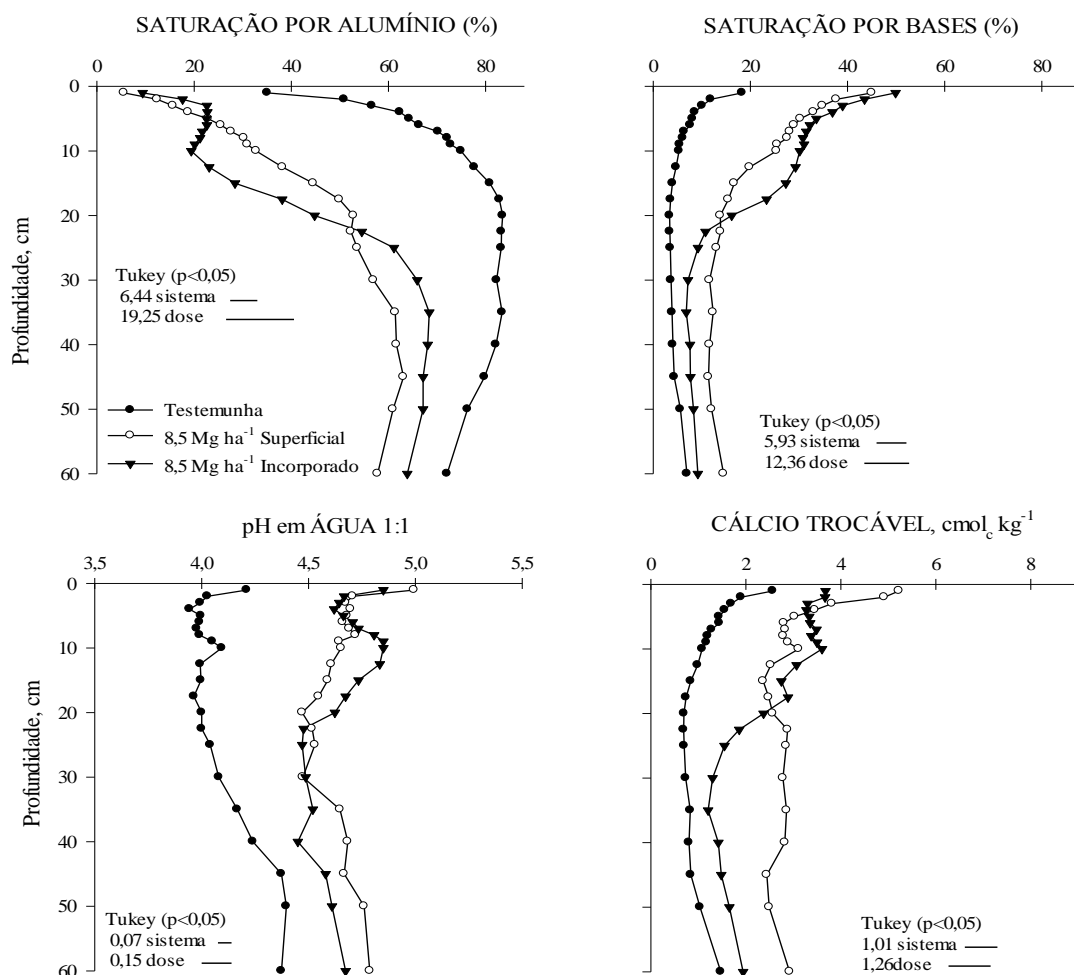 SATURAÇÃO POR ALUMÍNIO (%)
0 20 40 60 80
0
10
20
30
40
50
60
Profundidade, cm
Tukey (p<0,05)
6,44 sistema
19,25 dose
Testemunha
8,5 Mg ha⁻¹ Superficial
8,5 Mg ha⁻¹ Incorporado
SATURAÇÃO POR BASES (%)
0 20 40 60 80
Tukey (p<0,05)
5,93 sistema
12,36 dose
pH em ÁGUA 1:1
3,5 4,0 4,5 5,0 5,5
0
10
20
30
40
50
60
Profundidade, cm
Tukey (p<0,05)
0,07 sistema
0,15 dose
CÁLCIO TROCÁVEL, cmol_c kg⁻¹
0 2 4 6 8
Tukey (p<0,05)
1,01 sistema
1,26dose